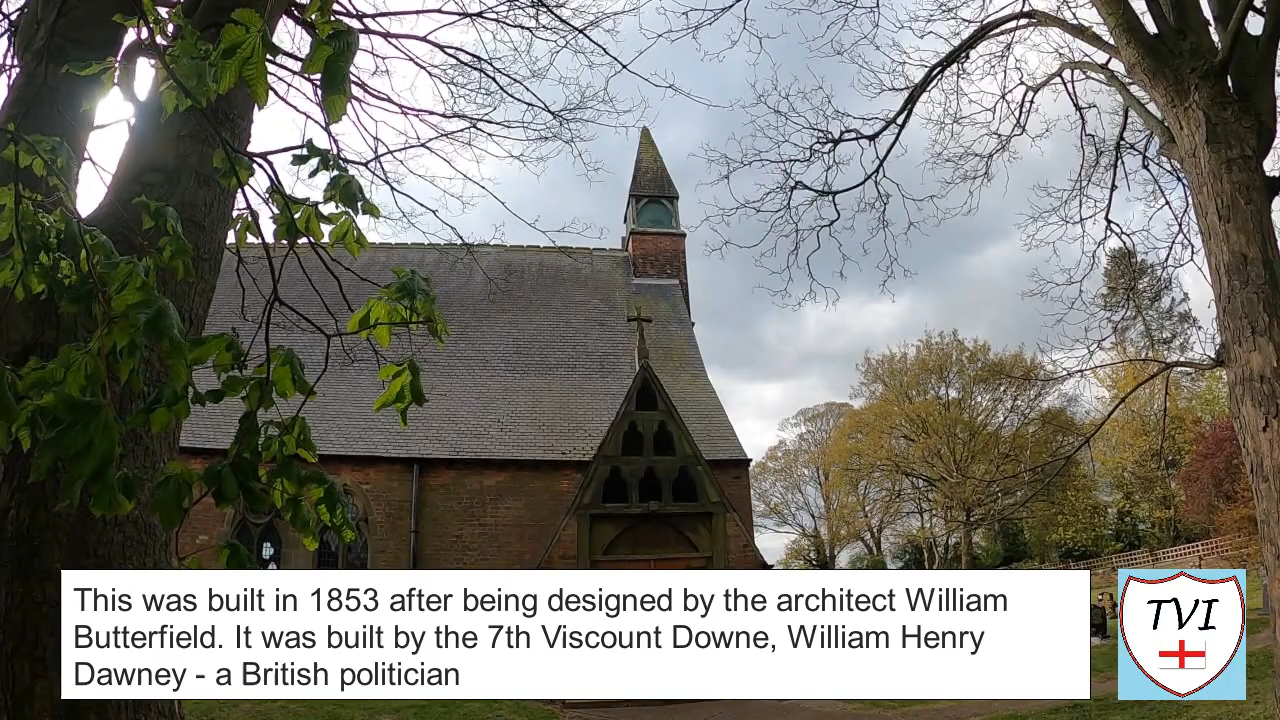 This was built in 1853 after being designed by the architect William
Butterfield. It was built by the 7th Viscount Downe, William Henry
Dawney - a British politician
TVI